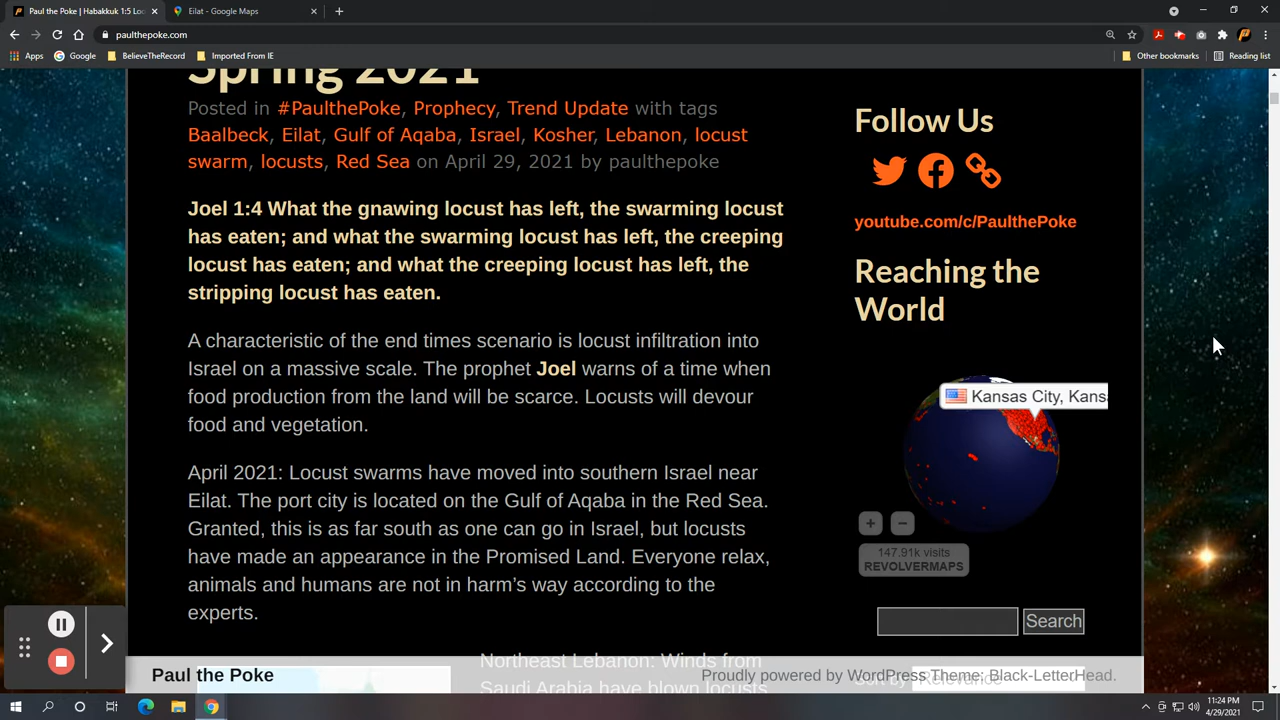 Paul the Poke | Habakkuk 1:5 Loo
Eilat - Google Maps
paulthepoke.com
Apps
Google
BelieveTheRecord
Imported From IE
Other bookmarks
Reading list
Spring 2021
Posted in #PaulthePoke, Prophecy, Trend Update with tags
Baalbeck, Eilat, Gulf of Aqaba, Israel, Kosher, Lebanon, locust
swarm, locusts, Red Sea on April 29, 2021 by paulthepoke
Joel 1:4 What the gnawing locust has left, the swarming locust
has eaten; and what the swarming locust has left, the creeping
locust has eaten; and what the creeping locust has left, the
stripping locust has eaten.
A characteristic of the end times scenario is locust infiltration into
Israel on a massive scale. The prophet Joel warns of a time when
food production from the land will be scarce. Locusts will devour
food and vegetation.
April 2021: Locust swarms have moved into southern Israel near
Eilat. The port city is located on the Gulf of Aqaba in the Red Sea.
Granted, this is as far south as one can go in Israel, but locusts
have made an appearance in the Promised Land. Everyone relax,
animals and humans are not in harm's way according to the
experts.
Northeast Lebanon: Winds from
Saudi Arabia have blown locusts
Follow Us
youtube.com/c/PaulthePoke
Reaching the
World
Kansas City, Kans
+ −
147.91k visits
REVOLVERMAPS
Search
Paul the Poke
Proudly powered by WordPress Theme: Black-LetterHead.
Sort by Relevance
11:24 PM
4/29/2021